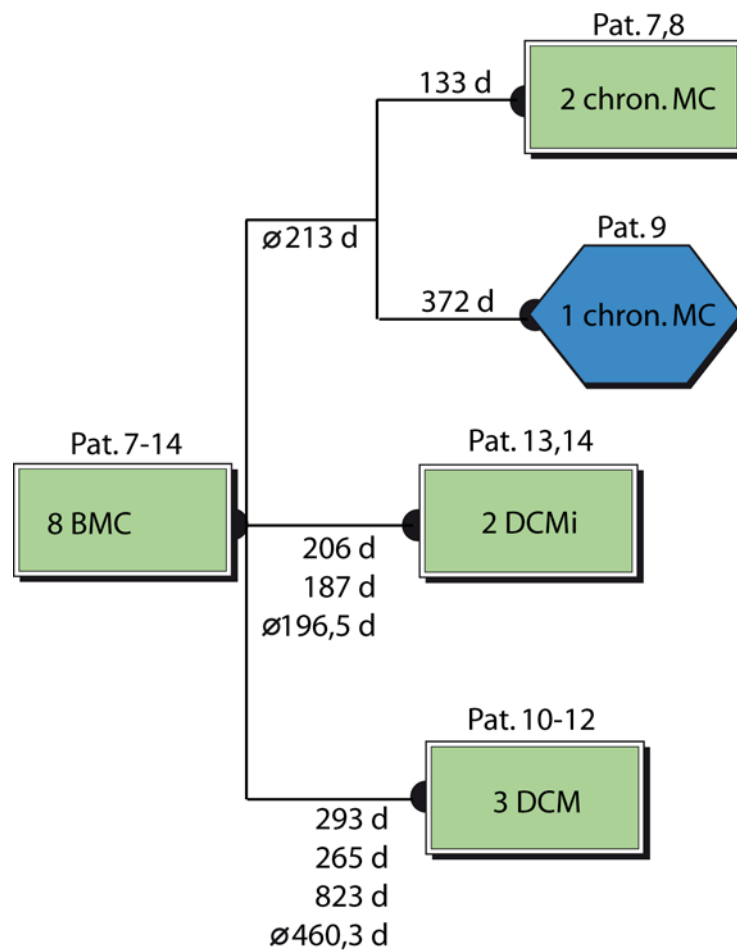 Pat. 7,8
133 d
2 chron. MC
ø213 d
Pat. 9
372 d
1 chron. MC
Pat. 7-14
8 BMC
Pat. 13,14
2 DCMi
206 d
187 d
ø196,5 d
Pat. 10-12
3 DCM
293 d
265 d
823 d
ø460,3 d